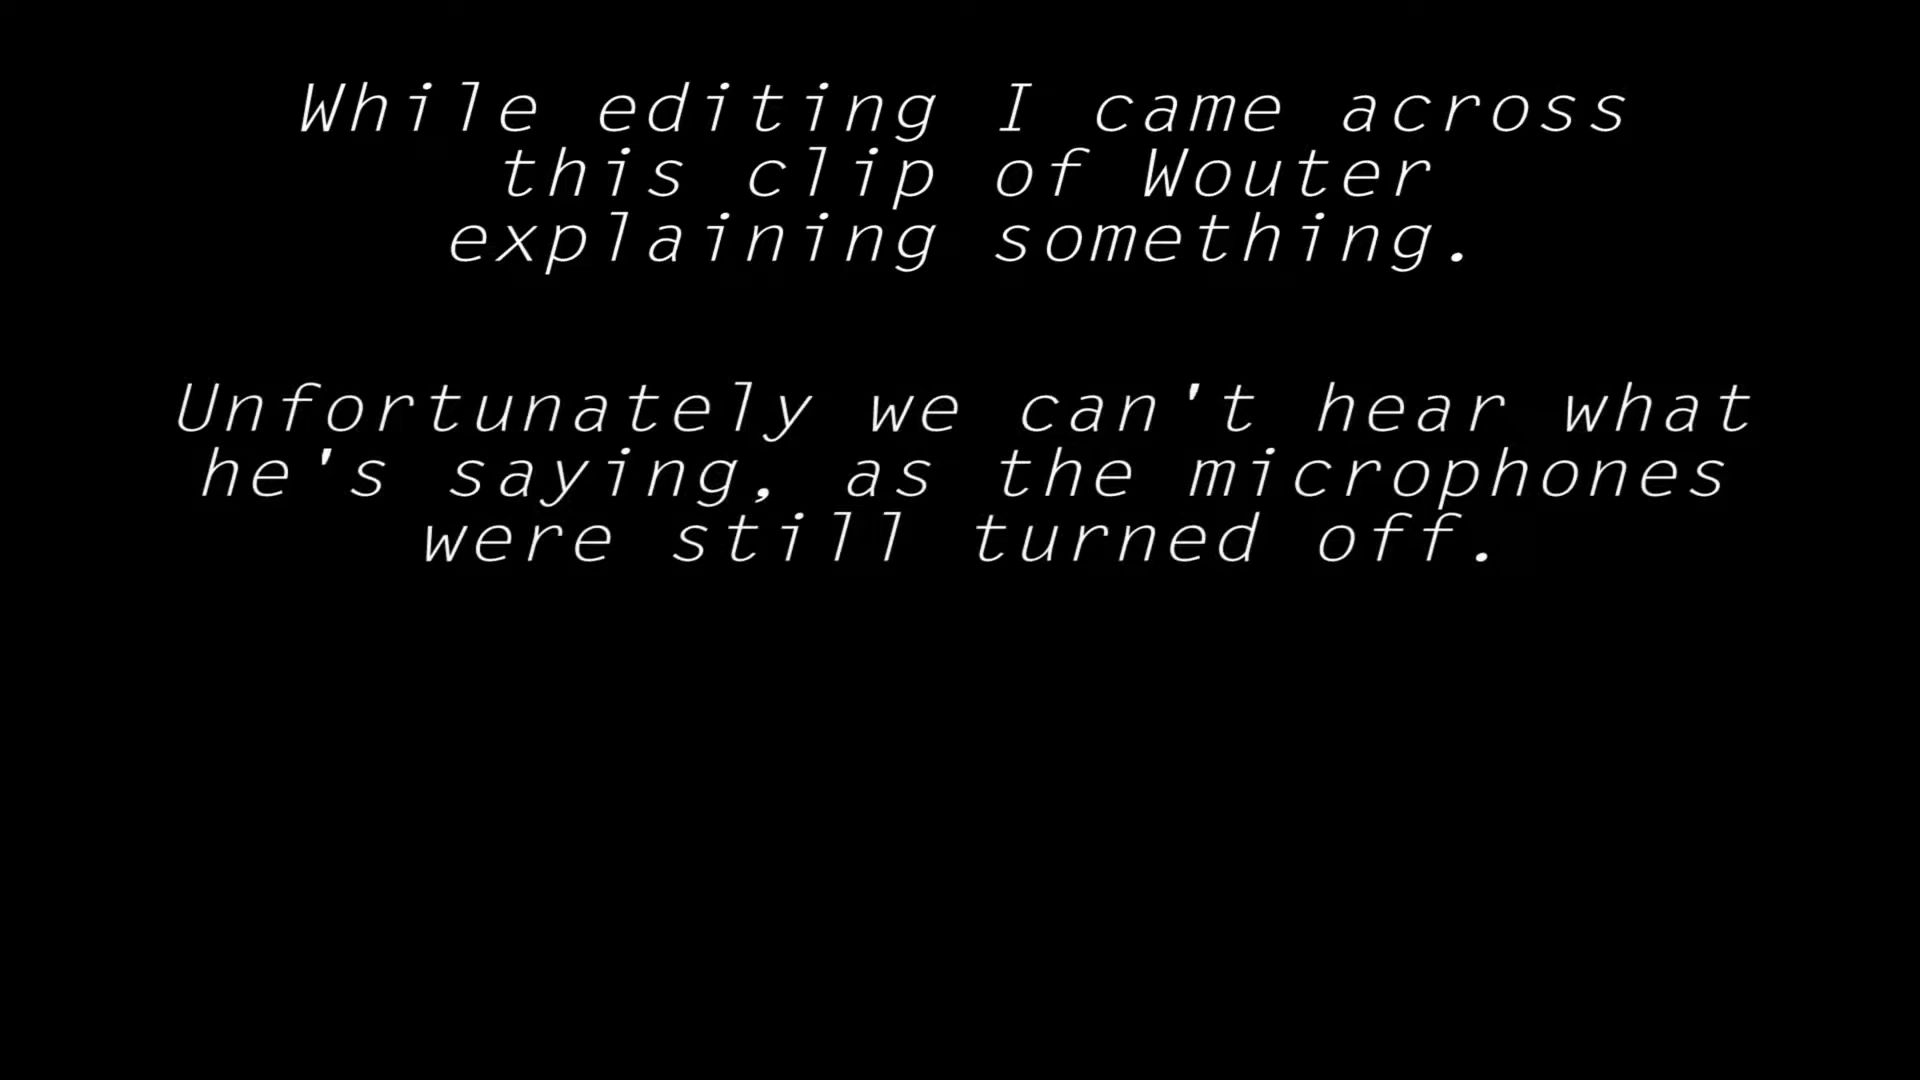 While editing I came across
this clip of Wouter
explaining something.
Unfortunately we can't hear what
he's saying, as the microphones
were still turned off.